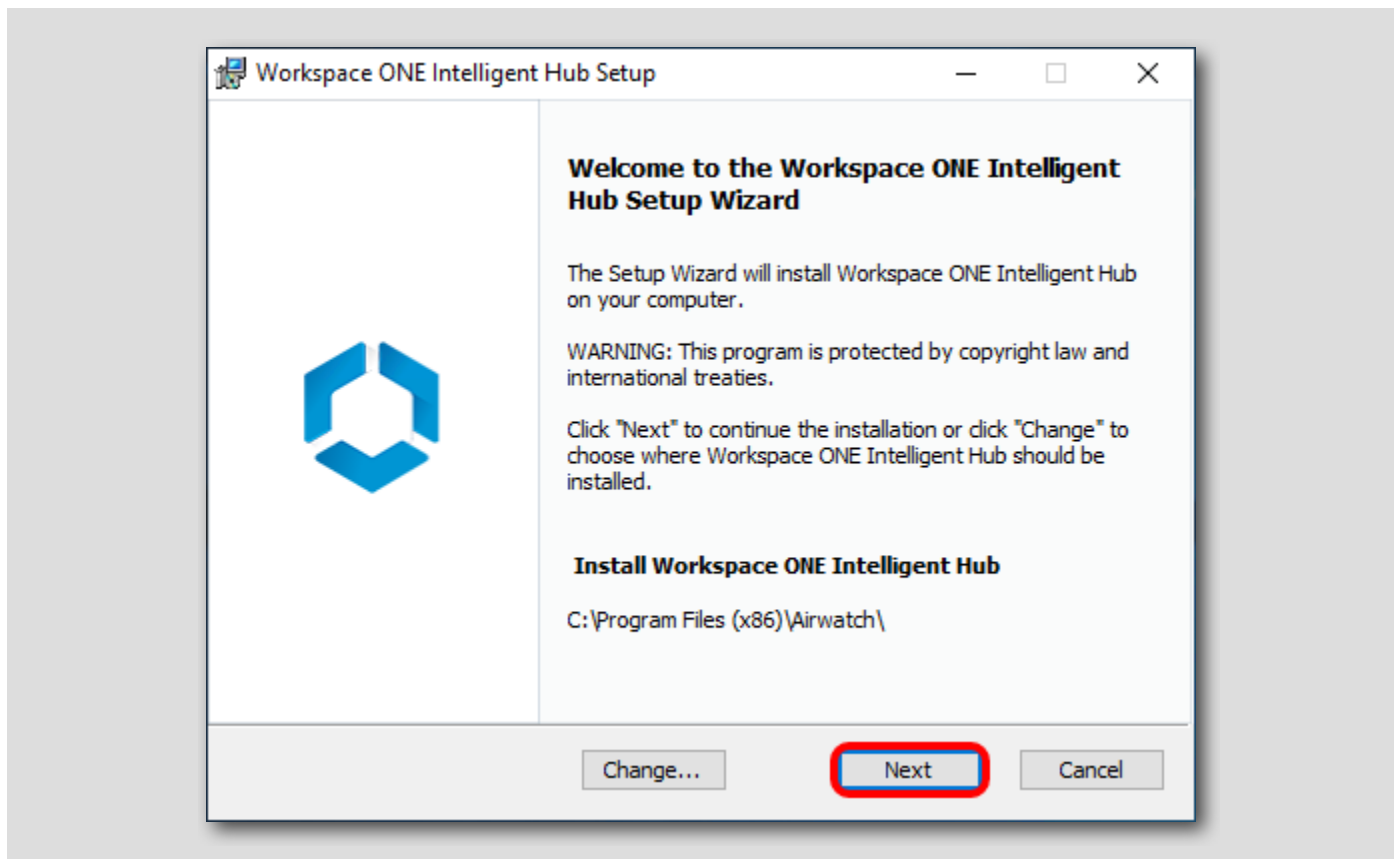 Workspace ONE Intelligent Hub Setup
Welcome to the Workspace ONE Intelligent
Hub Setup Wizard
The Setup Wizard will install Workspace ONE Intelligent Hub
on your computer.
WARNING: This program is protected by copyright law and
international treaties.
Click "Next" to continue the installation or click "Change" to
choose where Workspace ONE Intelligent Hub should be
installed.
Install Workspace ONE Intelligent Hub
C:\Program Files (x86)\Airwatch\
Change... Next Cancel